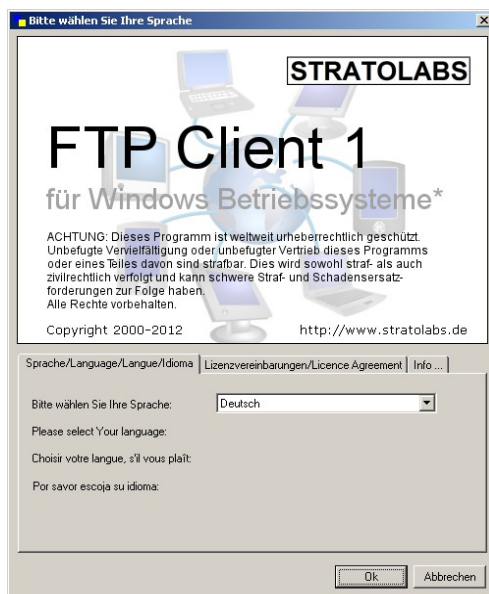 Bitte wählen Sie Ihre Sprache
STRATOLABS
FTP Client 1
für Windows Betriebssysteme*
ACHTUNG: Dieses Programm ist weltweit urheberrechtlich geschützt.
Unbefugte Vervielfältigung oder unbefugter Vertrieb dieses Programms
oder eines Teiles davon sind strafbar. Dies wird sowohl straf- als auch
zivilrechtlich verfolgt und kann schwere Straf- und Schadensersatz-
forderungen zur Folge haben.
Alle Rechte vorbehalten.
Copyright 2000-2012 http://www.stratolabs.de
Sprache/Language/Langue/Idioma Lizenzvereinbarungen/Licence Agreement Info ...
Bitte wählen Sie Ihre Sprache: Deutsch
Please select Your language:
Choisir votre langue, s'il vous plaît:
Por savor escoja su idioma:
Ok Abbrechen